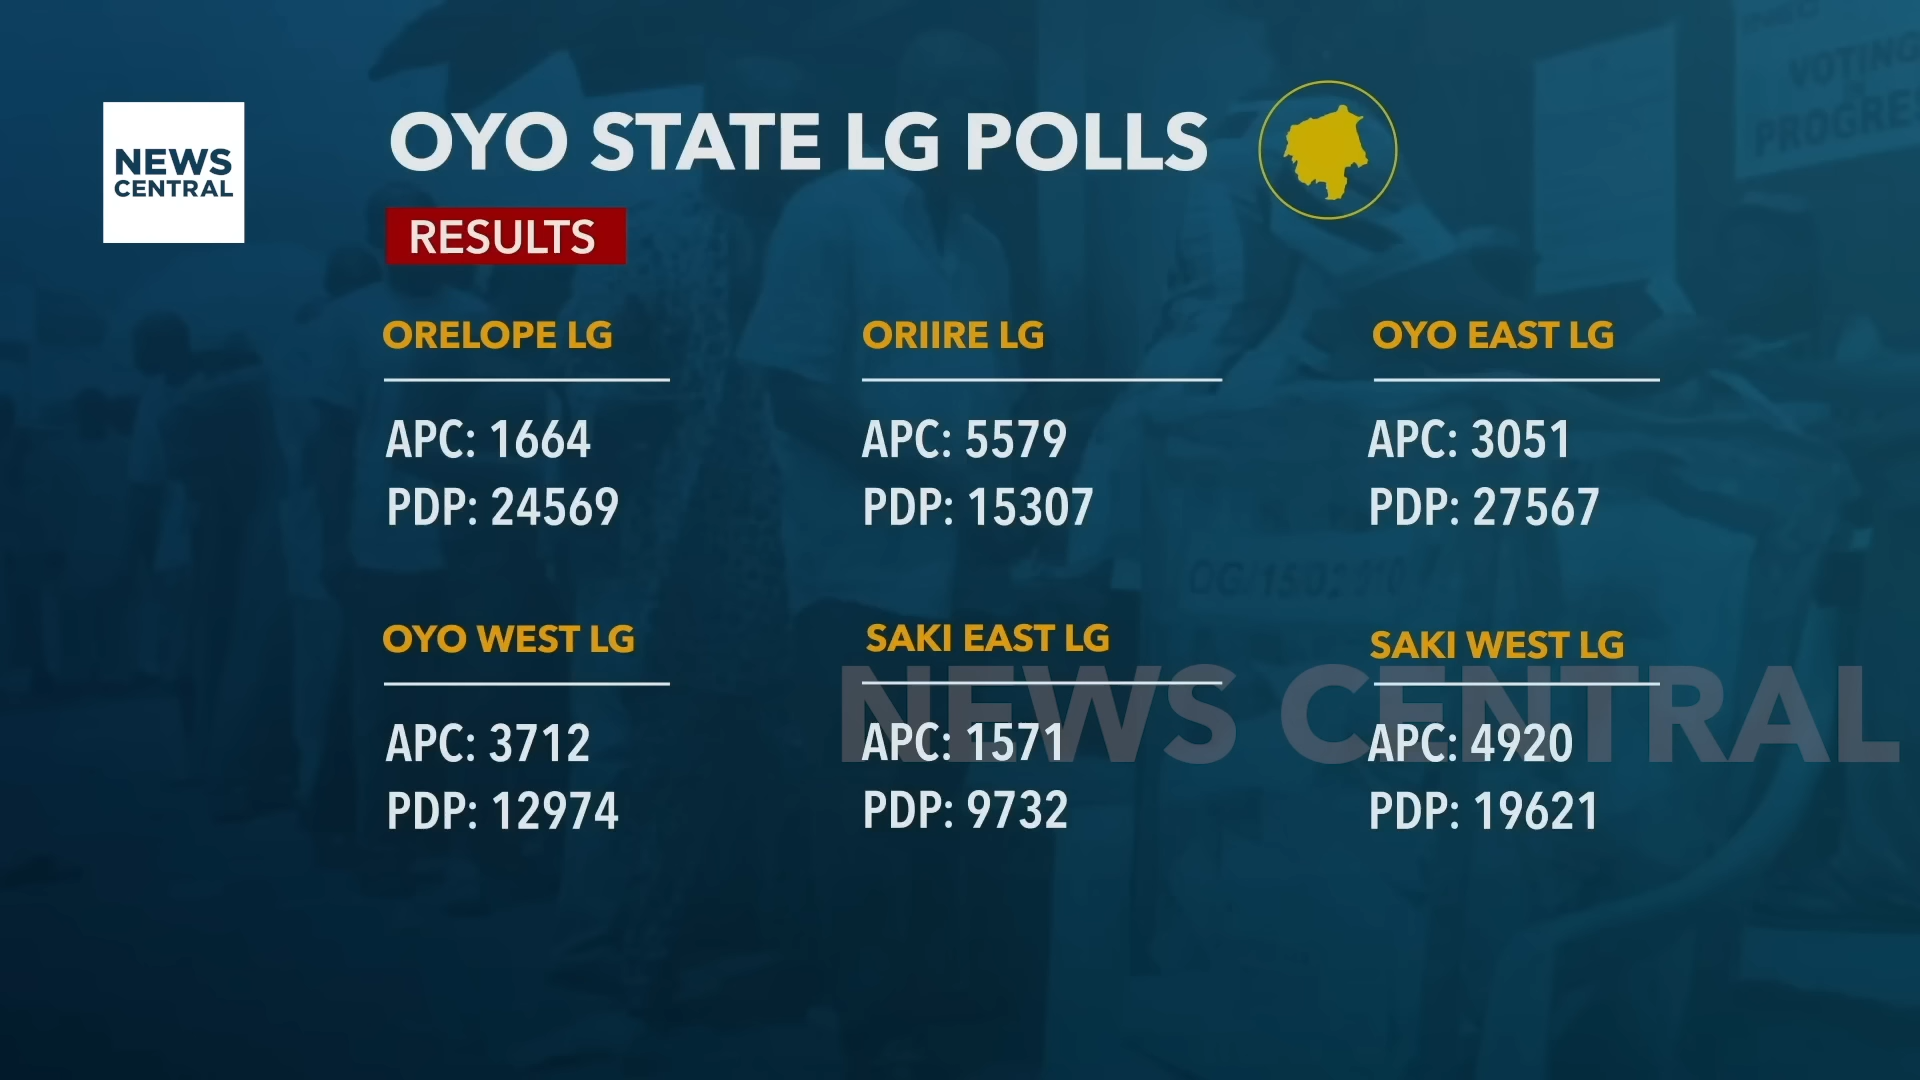 NEWS
CENTRAL
OYO STATE LG POLLS
RESULTS
VOTING
ORELOPE LG
APC: 1664
PDP: 24569
ORIIRE LG
APC: 5579
PDP: 15307
OYO EAST LG
APC: 3051
PDP: 27567
OYO WEST LG
APC: 3712
PDP: 12974
SAKI EAST LG
APC: 1571
PDP: 9732
SAKI WEST LG
APC: 4920
PDP: 19621
NEWS CENTRAL